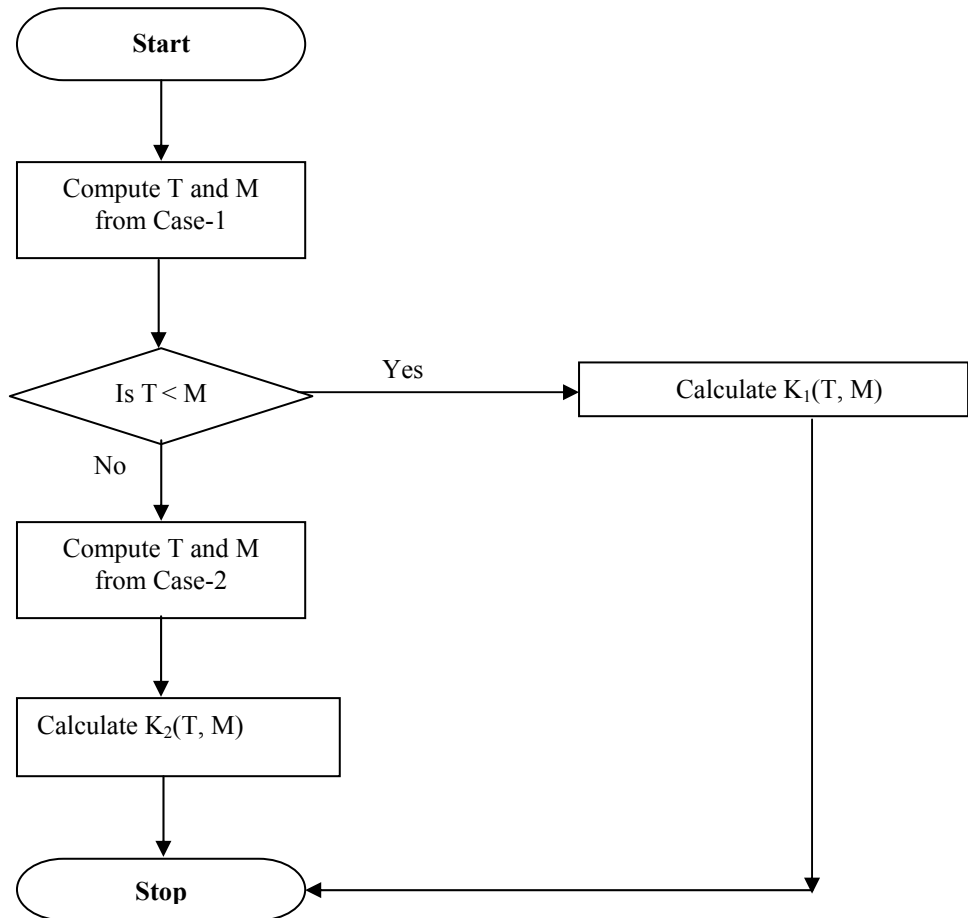 Start
Compute T and M
from Case-1
Is T < M
Yes
Calculate K₁(T, M)
No
Compute T and M
from Case-2
Calculate K₂(T, M)
Stop